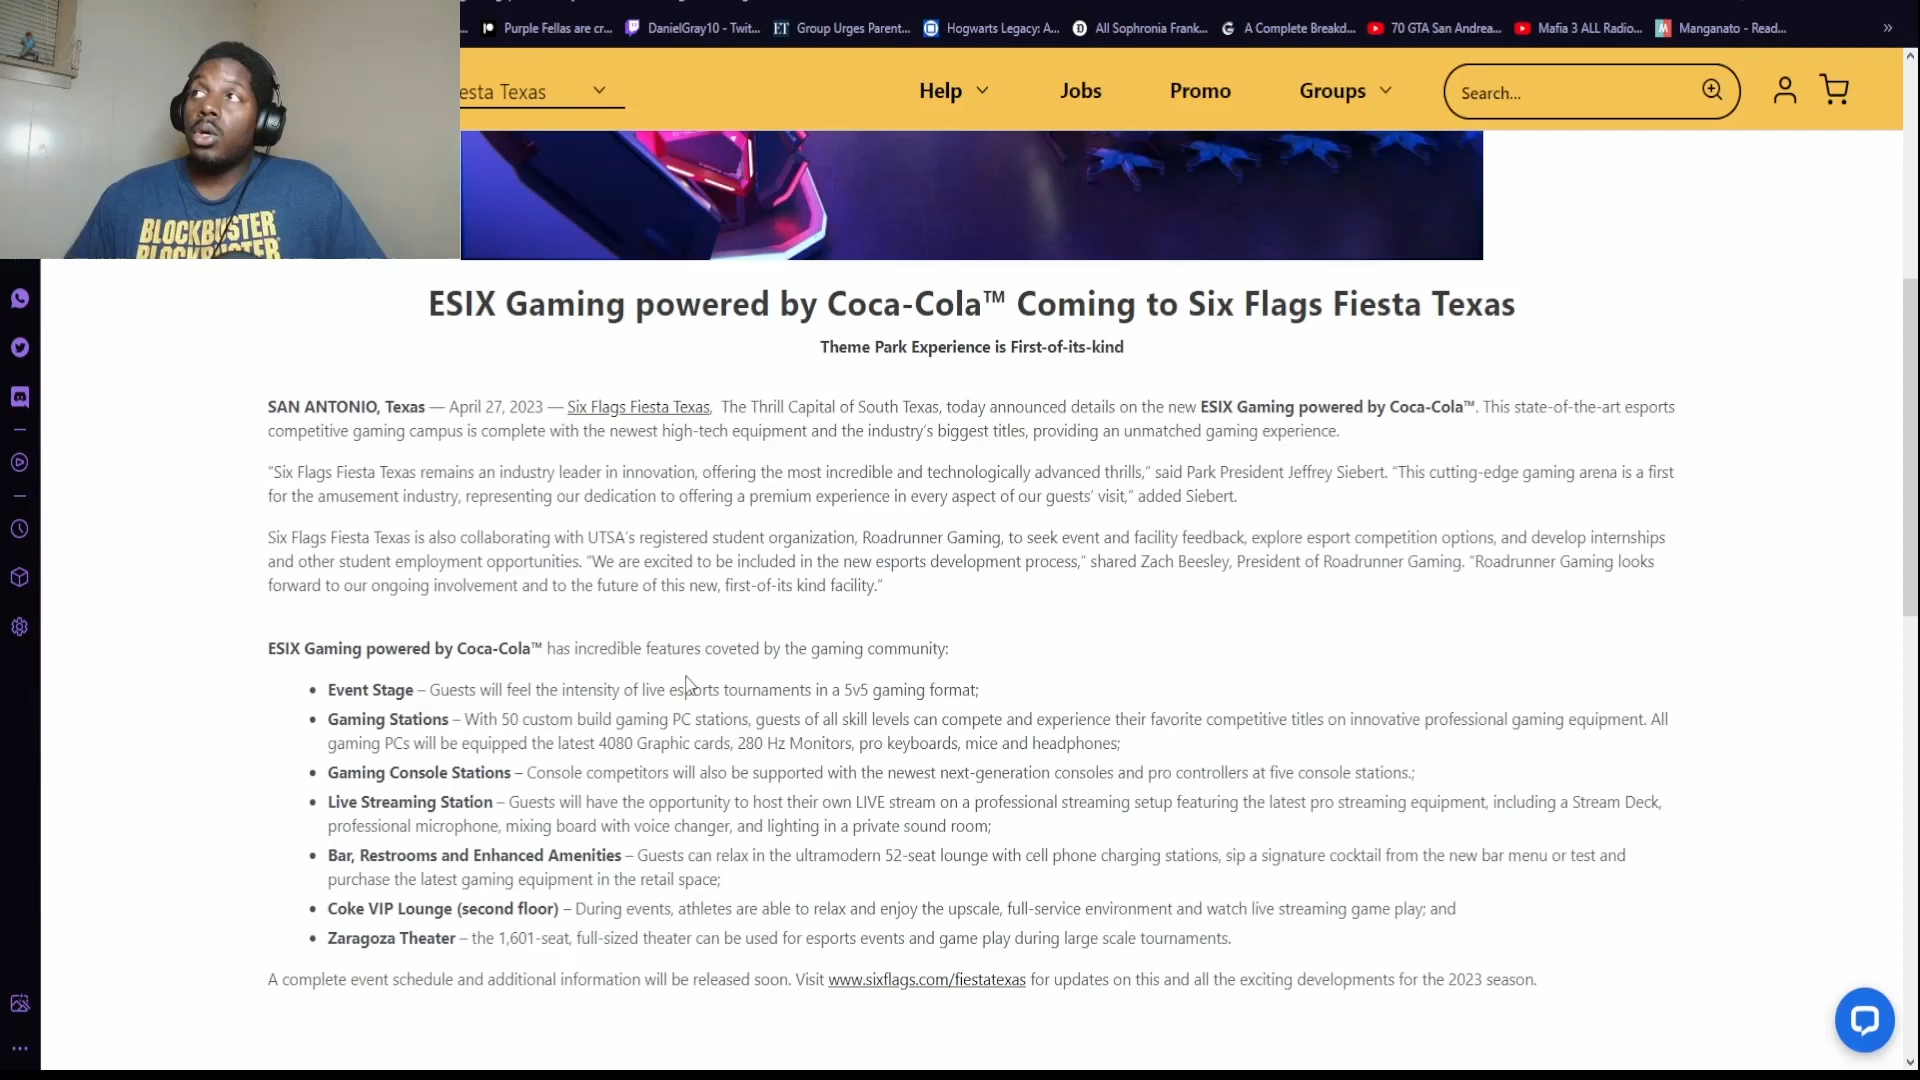 Purple Fellas are cr...
DanielGray10 - Twit...
ET Group Urges Parent...
Hogwarts Legacy: A...
All Sophronia Frank...
A Complete Breakd...
70 GTA San Andrea...
Mafia 3 ALL Radio...
Manganato - Read...
»
esta Texas
Help
Jobs
Promo
Groups
Search...
BLOCKBUSTER
BLOCKBUSTER
ESIX Gaming powered by Coca-Cola™ Coming to Six Flags Fiesta Texas
Theme Park Experience is First-of-its-kind
SAN ANTONIO, Texas — April 27, 2023 — Six Flags Fiesta Texas, The Thrill Capital of South Texas, today announced details on the new ESIX Gaming powered by Coca-Cola™. This state-of-the-art esports
competitive gaming campus is complete with the newest high-tech equipment and the industry's biggest titles, providing an unmatched gaming experience.
“Six Flags Fiesta Texas remains an industry leader in innovation, offering the most incredible and technologically advanced thrills,” said Park President Jeffrey Siebert. “This cutting-edge gaming arena is a first
for the amusement industry, representing our dedication to offering a premium experience in every aspect of our guests’ visit,” added Siebert.
Six Flags Fiesta Texas is also collaborating with UTSA’s registered student organization, Roadrunner Gaming, to seek event and facility feedback, explore esport competition options, and develop internships
and other student employment opportunities. “We are excited to be included in the new esports development process,” shared Zach Beesley, President of Roadrunner Gaming. “Roadrunner Gaming looks
forward to our ongoing involvement and to the future of this new, first-of-its kind facility.”
ESIX Gaming powered by Coca-Cola™ has incredible features coveted by the gaming community:
• Event Stage – Guests will feel the intensity of live esports tournaments in a 5v5 gaming format;
• Gaming Stations – With 50 custom build gaming PC stations, guests of all skill levels can compete and experience their favorite competitive titles on innovative professional gaming equipment. All
gaming PCs will be equipped the latest 4080 Graphic cards, 280 Hz Monitors, pro keyboards, mice and headphones;
• Gaming Console Stations – Console competitors will also be supported with the newest next-generation consoles and pro controllers at five console stations.;
• Live Streaming Station – Guests will have the opportunity to host their own LIVE stream on a professional streaming setup featuring the latest pro streaming equipment, including a Stream Deck,
professional microphone, mixing board with voice changer, and lighting in a private sound room;
• Bar, Restrooms and Enhanced Amenities – Guests can relax in the ultramodern 52-seat lounge with cell phone charging stations, sip a signature cocktail from the new bar menu or test and
purchase the latest gaming equipment in the retail space;
• Coke VIP Lounge (second floor) – During events, athletes are able to relax and enjoy the upscale, full-service environment and watch live streaming game play; and
• Zaragoza Theater – the 1,601-seat, full-sized theater can be used for esports events and game play during large scale tournaments.
A complete event schedule and additional information will be released soon. Visit www.sixflags.com/fiestatexas for updates on this and all the exciting developments for the 2023 season.